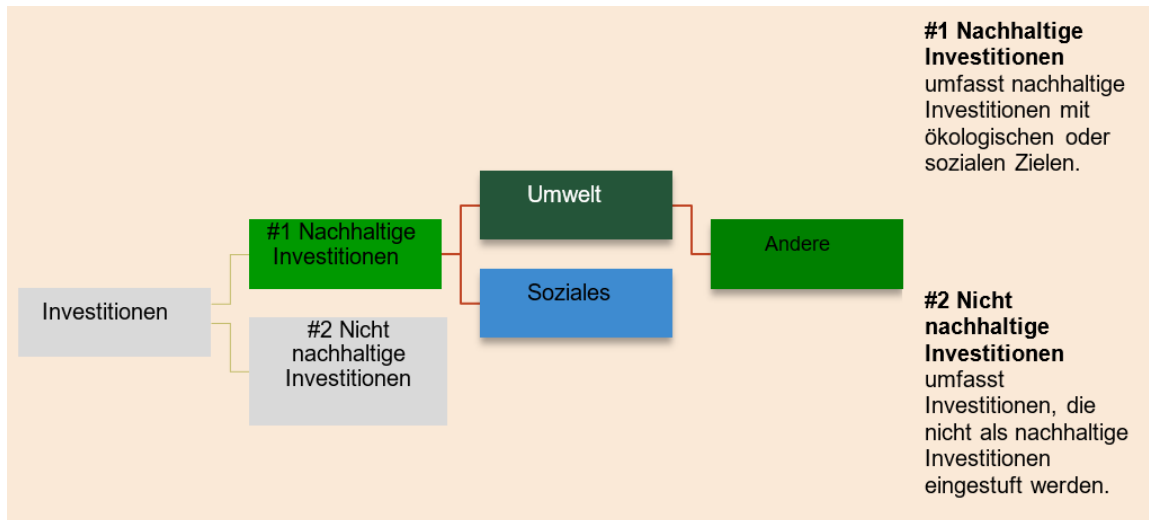 Investitionen
#1 Nachhaltige
Investitionen
#2 Nicht
nachhaltige
Investitionen
Umwelt
Soziales
Andere
#1 Nachhaltige
Investitionen
umfasst nachhaltige
Investitionen mit
ökologischen oder
sozialen Zielen.
#2 Nicht
nachhaltige
Investitionen
umfasst
Investitionen, die
nicht als nachhaltige
Investitionen
eingestuft werden.